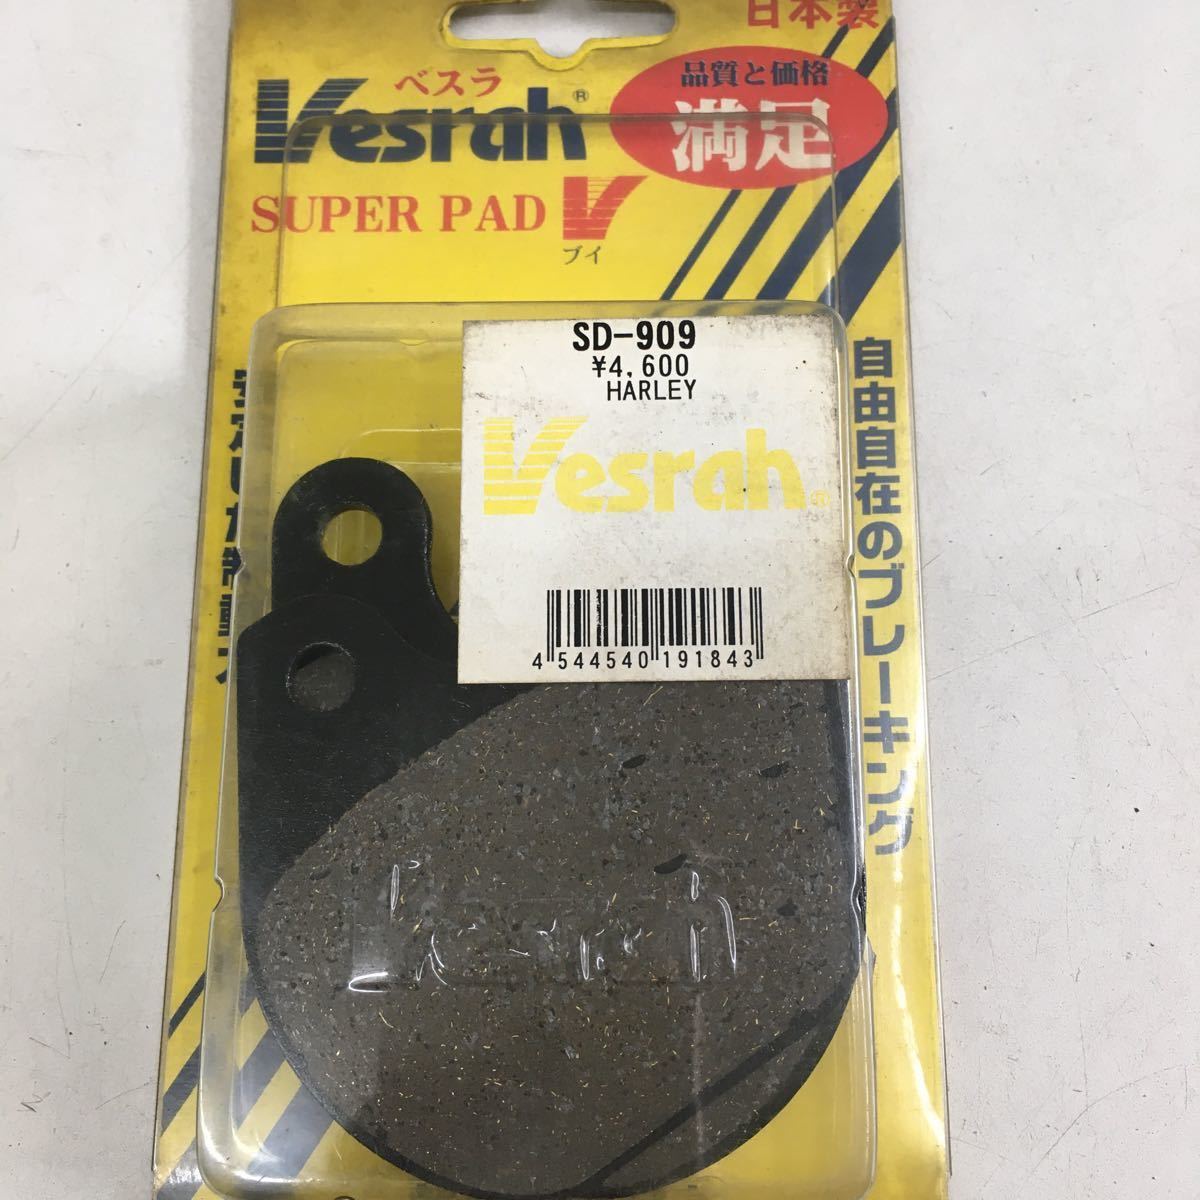 日本製
ベスラ
Vesrah®
品質と価格
満足
SUPER PAD V
ブイ
SD-909
¥4,600
HARLEY
Vesrah®
4 544540 191843
自由自在のブレーキング